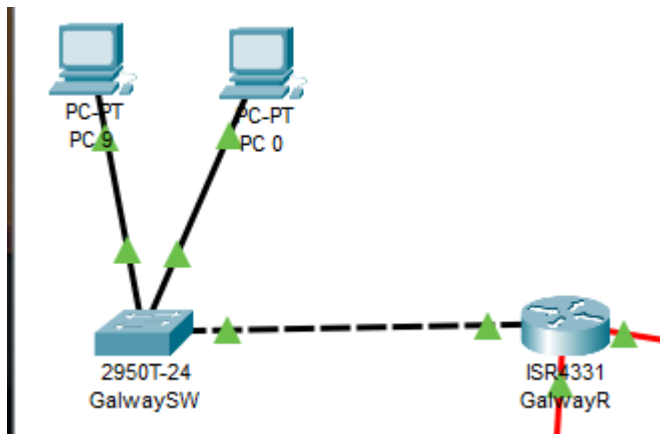 PC-PT
PC 9
PC-PT
PC 0
2950T-24
GalwaySW
ISR4331
GalwayR